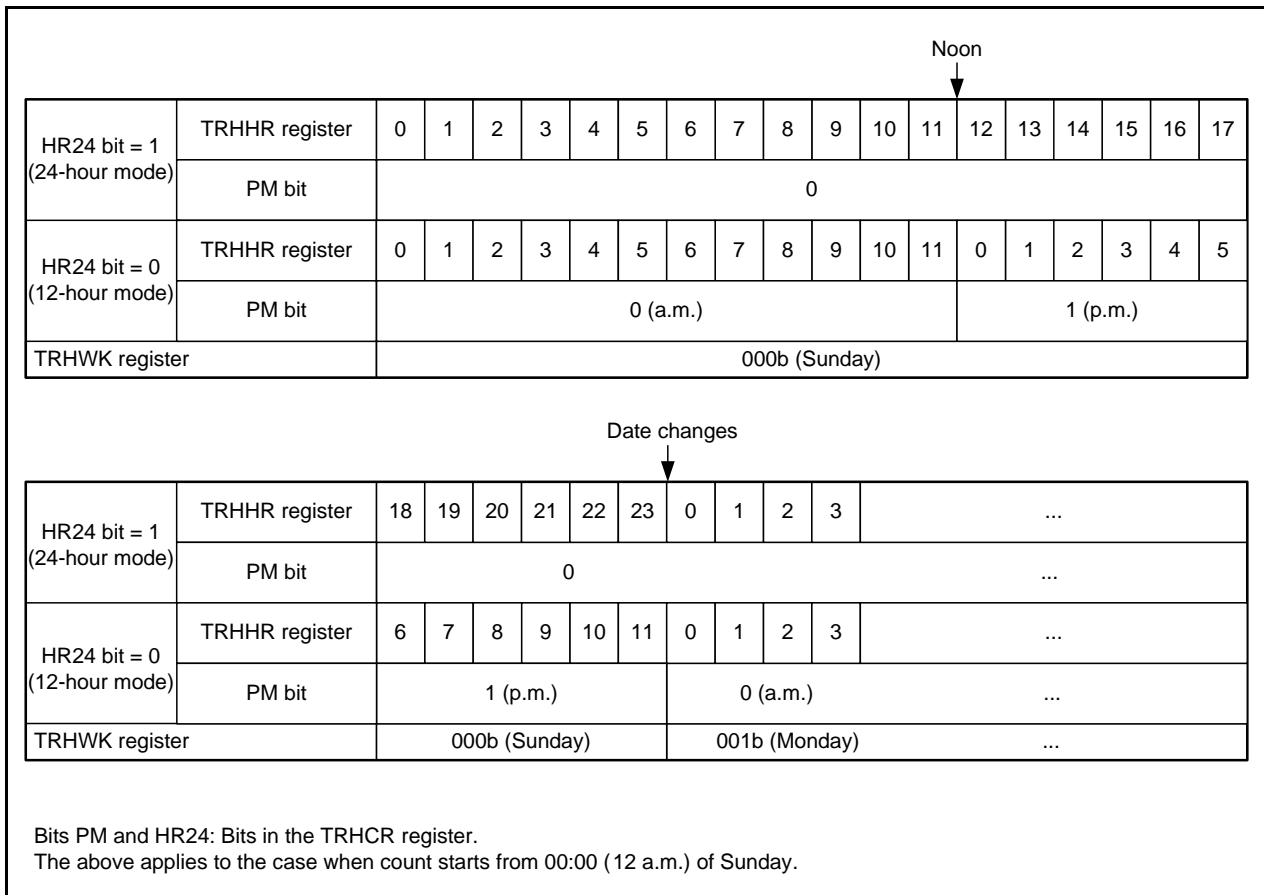 Noon
HR24 bit = 1
(24-hour mode)
TRHHR register 0 1 2 3 4 5 6 7 8 9 10 11 12 13 14 15 16 17
PM bit 0
HR24 bit = 0
(12-hour mode)
TRHHR register 0 1 2 3 4 5 6 7 8 9 10 11 0 1 2 3 4 5
PM bit 0 (a.m.) 1 (p.m.)
TRHWK register 000b (Sunday)
Date changes
HR24 bit = 1
(24-hour mode)
TRHHR register 18 19 20 21 22 23 0 1 2 3 ...
PM bit 0 ...
HR24 bit = 0
(12-hour mode)
TRHHR register 6 7 8 9 10 11 0 1 2 3 ...
PM bit 1 (p.m.) 0 (a.m.) ...
TRHWK register 000b (Sunday) 001b (Monday) ...
Bits PM and HR24: Bits in the TRHCR register.
The above applies to the case when count starts from 00:00 (12 a.m.) of Sunday.